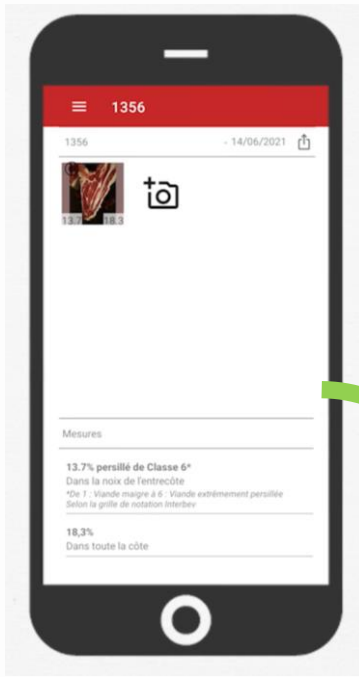 1356
1356 - 14/06/2021
13.7 18.3
Mesures
13.7% persillé de Classe 6*
Dans la noix de l'entrecôte
*De 1 : Viande maigre à 6 : Viande extrêmement persillée
Selon la grille de notation Interbev
18,3%
Dans toute la côte